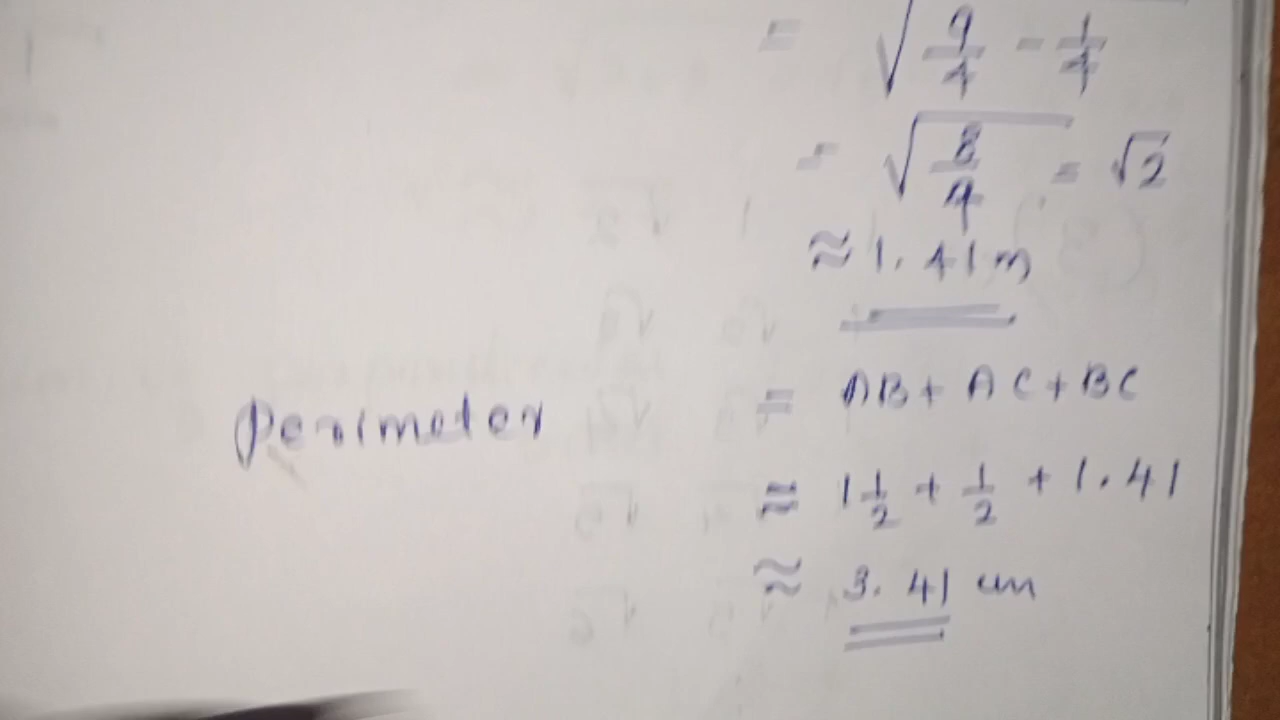 = √(9/4 - 1/4)
= √(8/4) = √2
≈ 1.41m
Perimeter = AB + AC + BC
≈ 1 1/2 + 1/2 + 1.41
≈ 3.41 cm